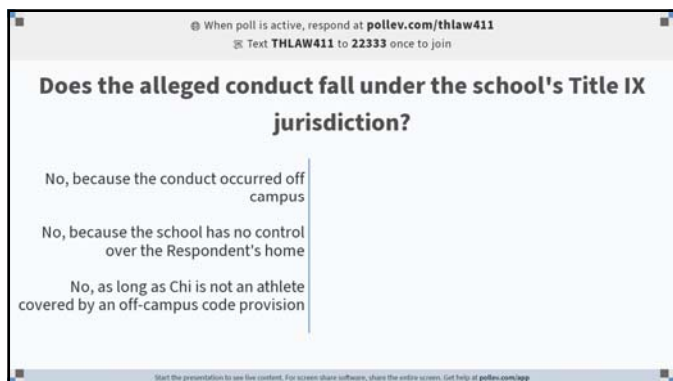 When poll is active, respond at pollev.com/thlaw411
Text THLAW411 to 22333 once to join
Does the alleged conduct fall under the school's Title IX
jurisdiction?
No, because the conduct occurred off
campus
No, because the school has no control
over the Respondent's home
No, as long as Chi is not an athlete
covered by an off-campus code provision
Start the presentation to see live content. For screen share software, share the entire screen. Get help at pollev.com/app